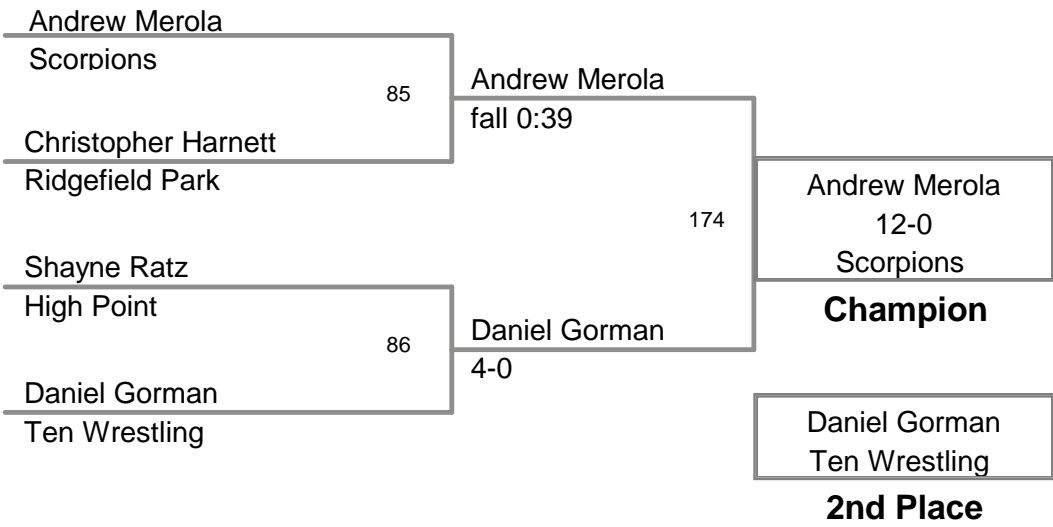 Andrew Merola
Scorpions
85
Christopher Harnett
Ridgefield Park
Shayne Ratz
High Point
86
Daniel Gorman
Ten Wrestling
Andrew Merola
fall 0:39
174
Daniel Gorman
4-0
Andrew Merola
12-0
Scorpions
Champion
Daniel Gorman
Ten Wrestling
2nd Place